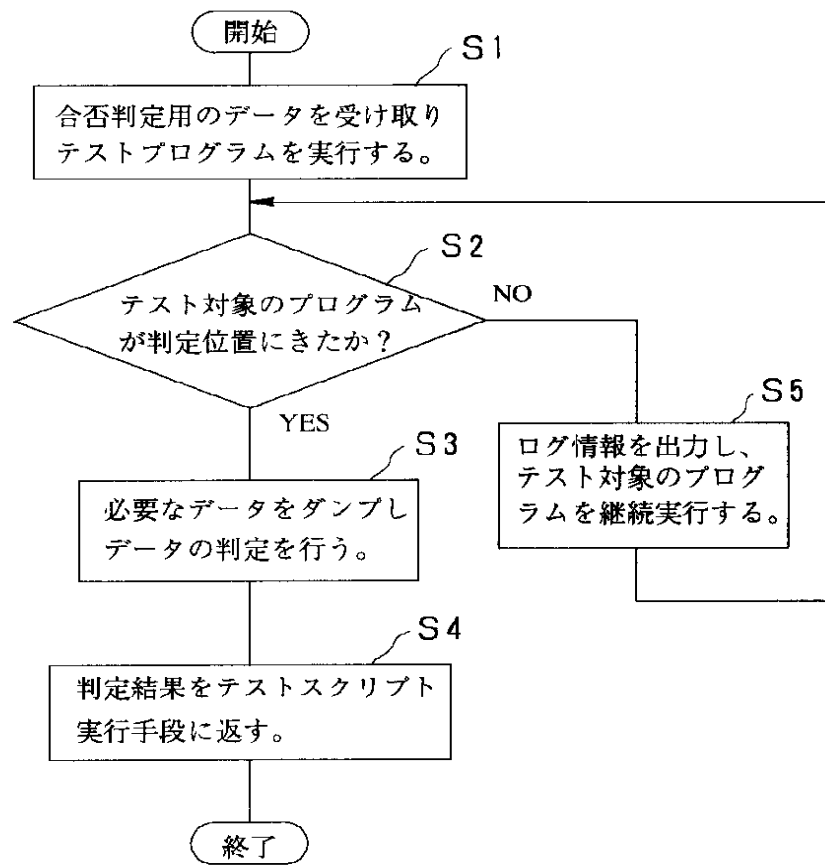 開始
S1
合否判定用のデータを受け取り
テストプログラムを実行する。
S2
テスト対象のプログラム
が判定位置にきたか？
NO
YES
S5
ログ情報を出力し、
テスト対象のプログ
ラムを継続実行する。
S3
必要なデータをダンプし
データの判定を行う。
S4
判定結果をテストスクリプト
実行手段に返す。
終了